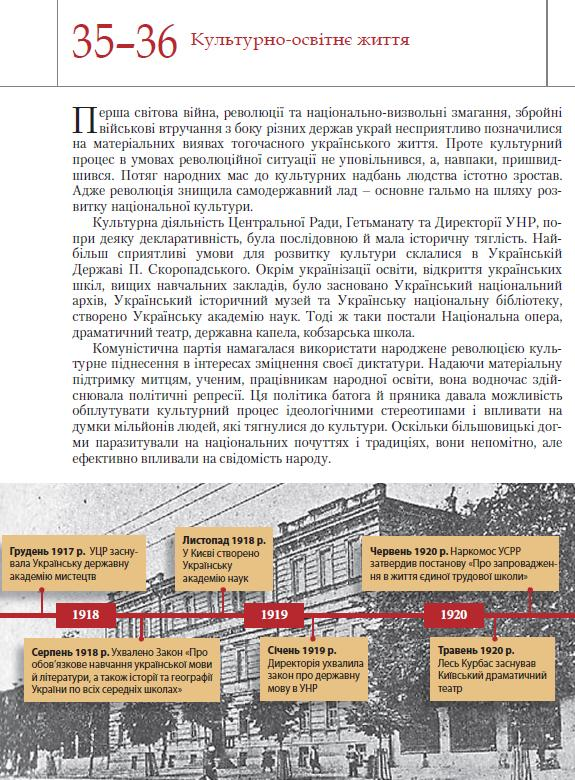 35–36 Культурно-освітнє життя
Перша світова війна, революції та національно-визвольні змагання, збройні
військові втручання з боку різних держав украй несприятливо позначилися
на матеріальних виявах тогочасного українського життя. Проте культурний
процес в умовах революційної ситуації не уповільнився, а, навпаки, пришвид-
шився. Потяг народних мас до культурних надбань людства істотно зростав.
Адже революція знищила самодержавний лад – основне гальмо на шляху роз-
витку національної культури.
Культурна діяльність Центральної Ради, Гетьманату та Директорії УНР, по-
при деяку декларативність, була послідовною й мала історичну тяглість. Най-
більш сприятливі умови для розвитку культури склалися в Українській
Державі П. Скоропадського. Окрім українізації освіти, відкриття українських
шкіл, вищих навчальних закладів, було засновано Український національний
архів, Український історичний музей та Українську національну бібліотеку,
створено Українську академію наук. Тоді ж таки постали Національна опера,
драматичний театр, державна капела, кобзарська школа.
Комуністична партія намагалася використати народжене революцією куль-
турне піднесення в інтересах зміцнення своєї диктатури. Надаючи матеріальну
підтримку митцям, ученим, працівникам народної освіти, вона водночас здій-
снювала політичні репресії. Ця політика батога й пряника давала можливість
обплутувати культурний процес ідеологічними стереотипами і впливати на
думки мільйонів людей, які тягнулися до культури. Оскільки більшовицькі дог-
ми паразитували на національних почуттях і традиціях, вони непомітно, але
ефективно впливали на свідомість народу.
Грудень 1917 р. УЦР засну-
вала Українську державну
академію мистецтв
Листопад 1918 р.
У Києві створено
Українську
академію наук
Червень 1920 р. Наркомос УСРР
затвердив постанову «Про запроваджен-
ня в життя єдиної трудової школи»
1918
1919
1920
Серпень 1918 р. Ухвалено Закон «Про
обов’язкове навчання української мови
й літератури, а також історії та географії
України по всіх середніх школах»
Січень 1919 р.
Директорія ухвалила
закон про державну
мову в УНР
Травень 1920 р.
Лесь Курбас заснував
Київський драматичний
театр